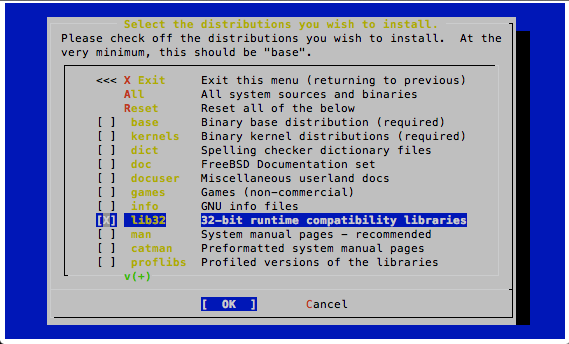 Select the distributions you wish to install.
Please check off the distributions you wish to install.  At the
very minimum, this should be "base".
<<< X Exit    Exit this menu (returning to previous)
All    All system sources and binaries
Reset    Reset all of the below
[ ] base    Binary base distribution (required)
[ ] kernels    Binary kernel distributions (required)
[ ] dict    Spelling checker dictionary files
[ ] doc    FreeBSD Documentation set
[ ] docuser    Miscellaneous userland docs
[ ] games    Games (non-commercial)
[ ] info    GNU info files
[X] lib32    32-bit runtime compatibility libraries
[ ] man    System manual pages - recommended
[ ] catman    Preformatted system manual pages
[ ] proflibs    Profiled versions of the libraries
v(+)
[  OK  ]    Cancel